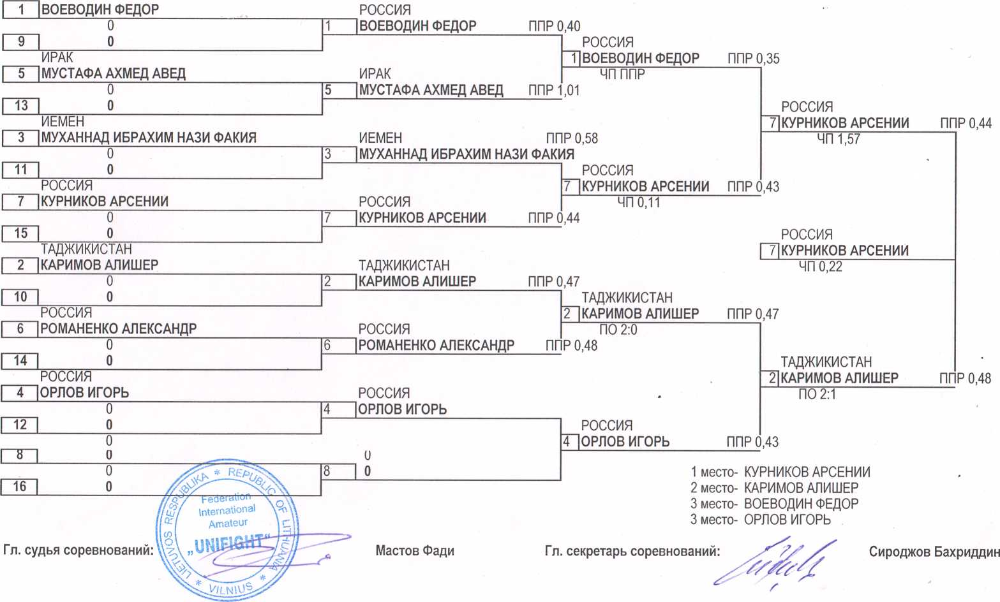 1 ВОЕВОДИН ФЕДОР
0
9 0
ИРАК
5 МУСТАФА АХМЕД АВЕД
0
13 0
ИЕМЕН
3 МУХАННАД ИБРАХИМ НАЗИ ФАКИЯ
0
11 0
РОССИЯ
7 КУРНИКОВ АРСЕНИИ
0
15 0
ТАДЖИКИСТАН
2 КАРИМОВ АЛИШЕР
0
10 0
РОССИЯ
6 РОМАНЕНКО АЛЕКСАНДР
0
14 0
РОССИЯ
4 ОРЛОВ ИГОРЬ
0
12 0
0
8 0
0
16 0
РОССИЯ
1 ВОЕВОДИН ФЕДОР ППР 0,40
ИРАК
5 МУСТАФА АХМЕД АВЕД ППР 1,01
ИЕМЕН ППР 0,58
3 МУХАННАД ИБРАХИМ НАЗИ ФАКИЯ
РОССИЯ
7 КУРНИКОВ АРСЕНИИ ППР 0,44
ТАДЖИКИСТАН
2 КАРИМОВ АЛИШЕР ППР 0,47
РОССИЯ
6 РОМАНЕНКО АЛЕКСАНДР ППР 0,48
РОССИЯ
4 ОРЛОВ ИГОРЬ
0
8 0
РОССИЯ
1 ВОЕВОДИН ФЕДОР ППР 0,35
ЧП ППР
РОССИЯ
7 КУРНИКОВ АРСЕНИИ ППР 0,43
ЧП 0,11
ТАДЖИКИСТАН
2 КАРИМОВ АЛИШЕР ППР 0,47
ПО 2:0
РОССИЯ
4 ОРЛОВ ИГОРЬ ППР 0,43
РОССИЯ
7 КУРНИКОВ АРСЕНИИ ППР 0,44
ЧП 1,57
РОССИЯ
7 КУРНИКОВ АРСЕНИИ
ЧП 0,22
ТАДЖИКИСТАН
2 КАРИМОВ АЛИШЕР ППР 0,48
ПО 2:1
1 место- КУРНИКОВ АРСЕНИИ
2 место- КАРИМОВ АЛИШЕР
3 место- ВОЕВОДИН ФЕДОР
3 место- ОРЛОВ ИГОРЬ
LIETUVOS RESPUBLIKA * REPUBLIC OF LITHUANIA * VILNIUS *
Federation
International
Amateur
„UNIFIGHT“
Гл. судья соревнований: Мастов Фади Гл. секретарь соревнований: Сироджов Бахриддин